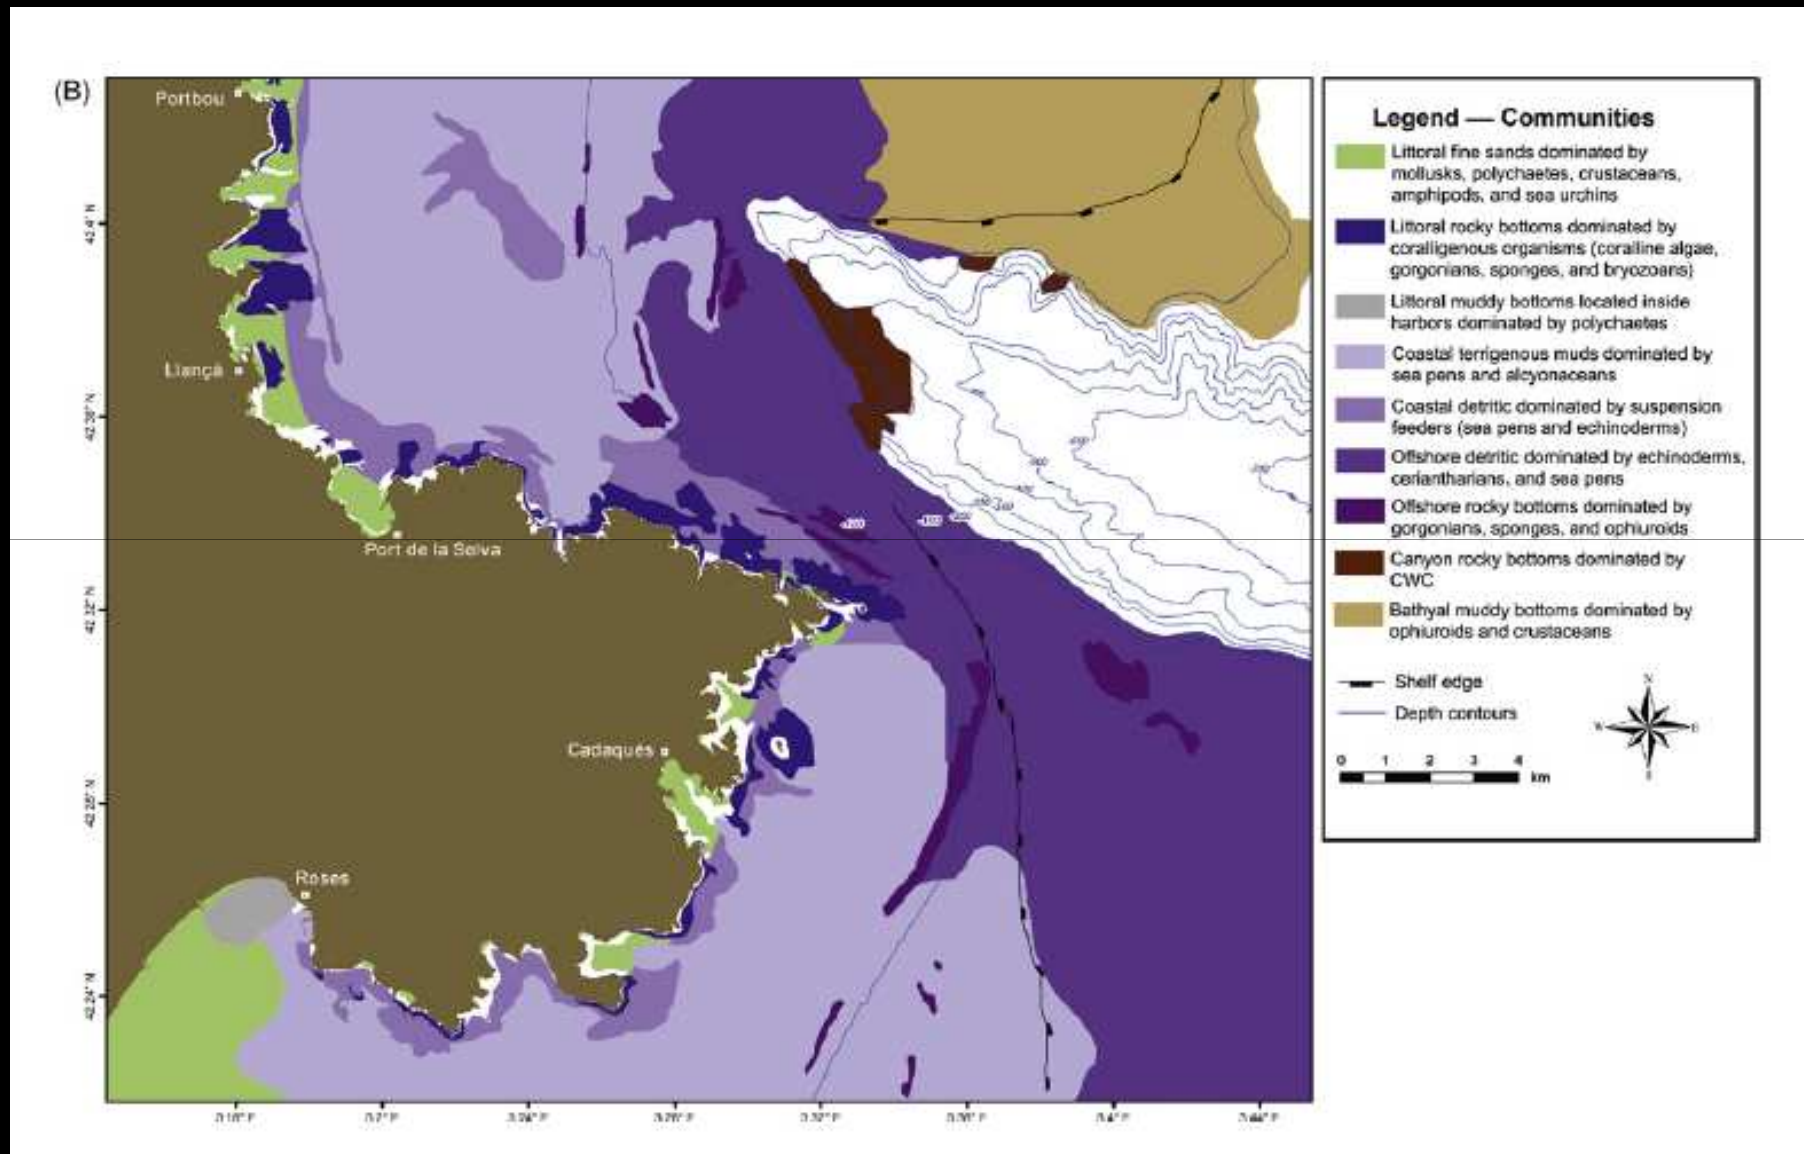 (B)
Portbou
Llançà
Port de la Selva
Cadaqués
Roses
Legend — Communities
Littoral fine sands dominated by
mollusks, polychaetes, crustaceans,
amphipods, and sea urchins
Littoral rocky bottoms dominated by
coralligenous organisms (coralline algae,
gorgonians, sponges, and bryozoans)
Littoral muddy bottoms located inside
harbors dominated by polychaetes
Coastal terrigenous muds dominated by
sea pens and alcyonaceans
Coastal detritic dominated by suspension
feeders (sea pens and echinoderms)
Offshore detritic dominated by echinoderms,
ceriantharians, and sea pens
Offshore rocky bottoms dominated by
gorgonians, sponges, and ophiuroids
Canyon rocky bottoms dominated by
CWC
Bathyal muddy bottoms dominated by
ophiuroids and crustaceans
Shelf edge
Depth contours
N
W
E
0 1 2 3 4
km